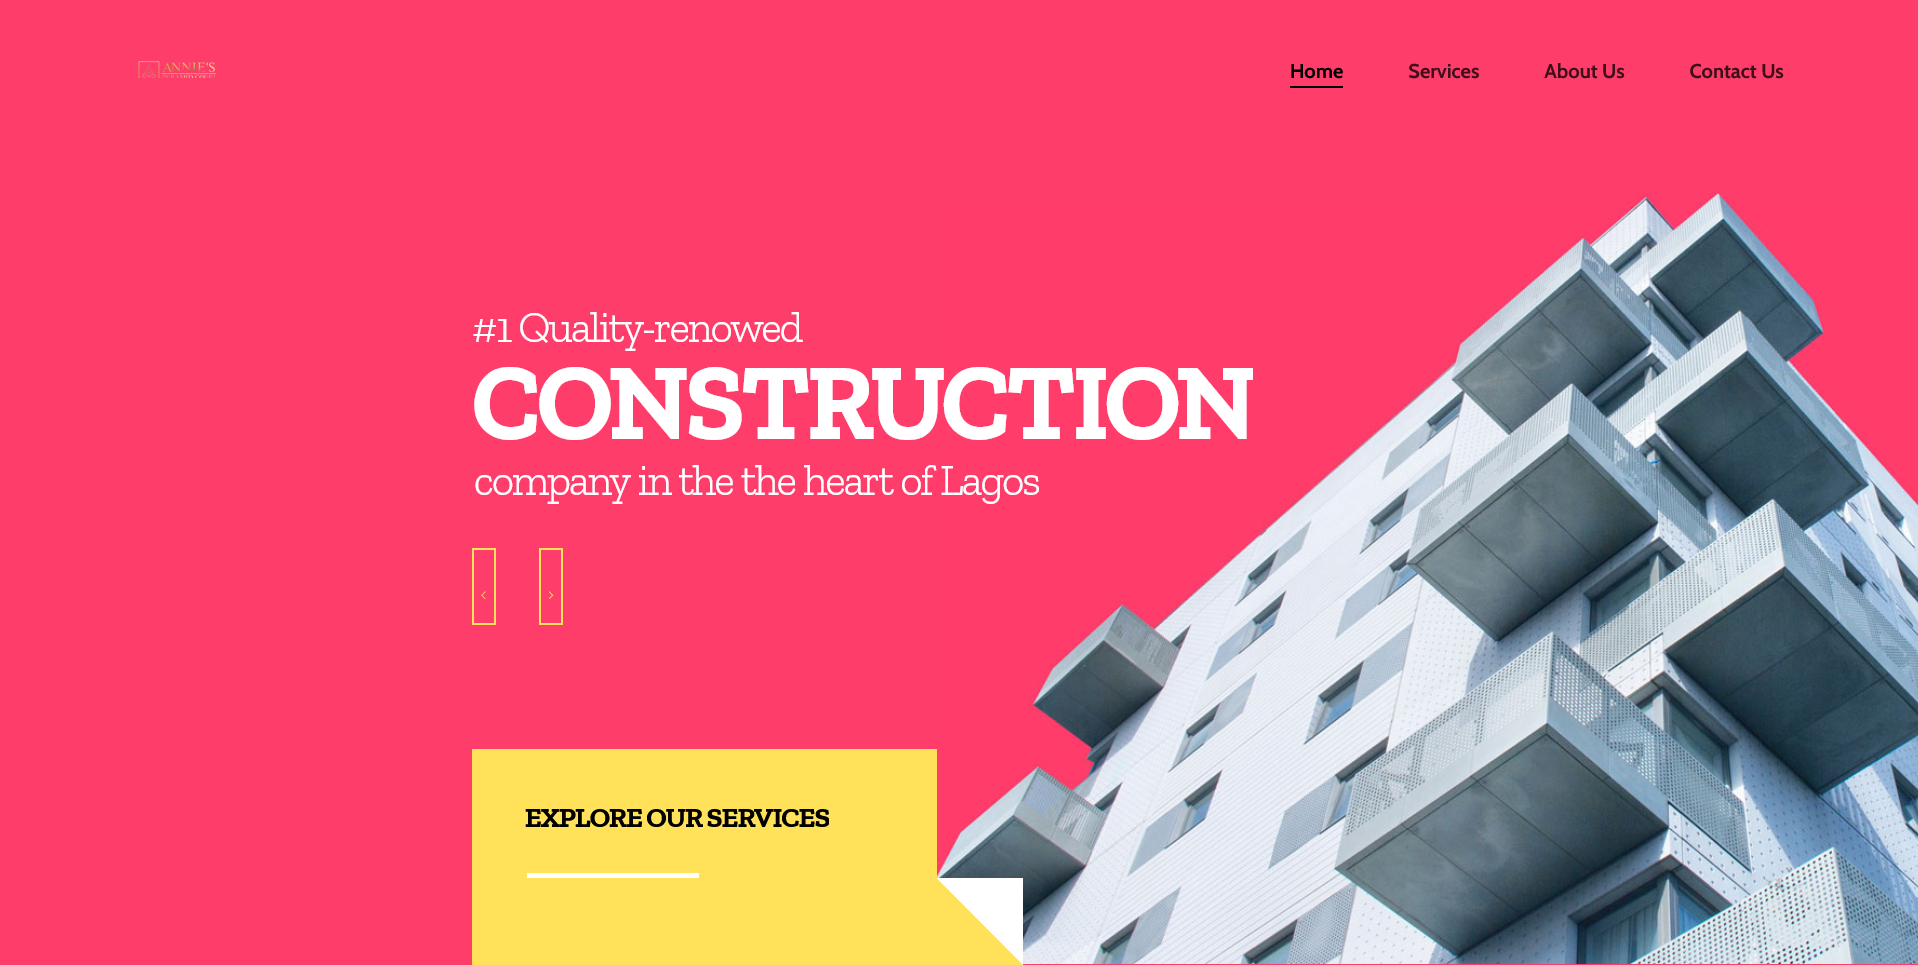 ANNIE'S
Home
Services
About Us
Contact Us
#1 Quality-renowed
CONSTRUCTION
company in the the heart of Lagos
EXPLORE OUR SERVICES